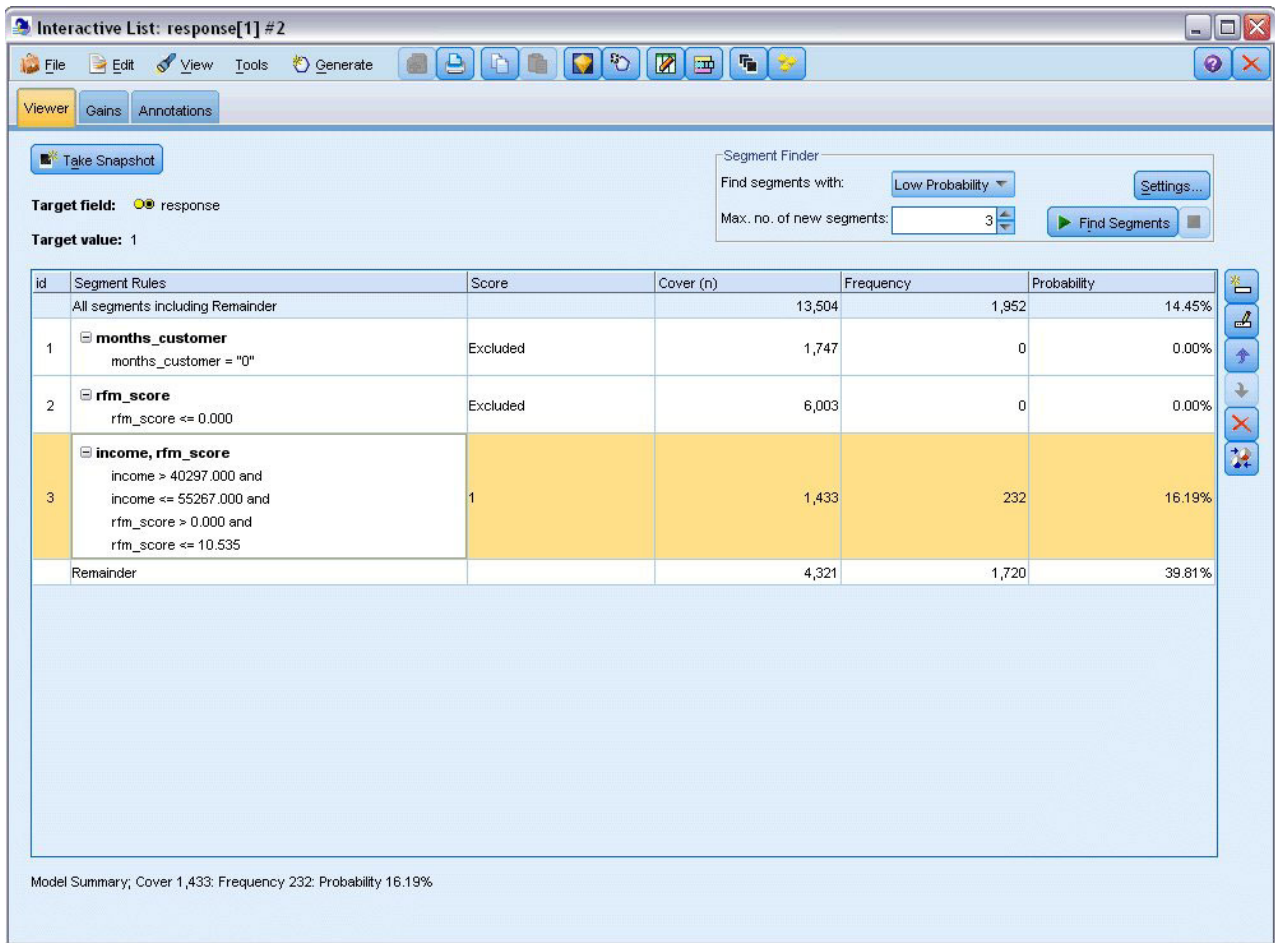 Interactive List: response[1] #2
File Edit View Tools Generate
Viewer Gains Annotations
Take Snapshot
Segment Finder
Find segments with: Low Probability Settings...
Target field: response
Max. no. of new segments: 3 Find Segments
Target value: 1
id Segment Rules Score Cover (n) Frequency Probability
All segments including Remainder 13,504 1,952 14.45%
1 months_customer Excluded 1,747 0 0.00%
months_customer = "0"
2 rfm_score Excluded 6,003 0 0.00%
rfm_score <= 0.000
income, rfm_score
income > 40297.000 and
income <= 55267.000 and
3 1 1,433 232 16.19%
rfm_score > 0.000 and
rfm_score <= 10.535
Remainder 4,321 1,720 39.81%
Model Summary; Cover 1,433: Frequency 232: Probability 16.19%